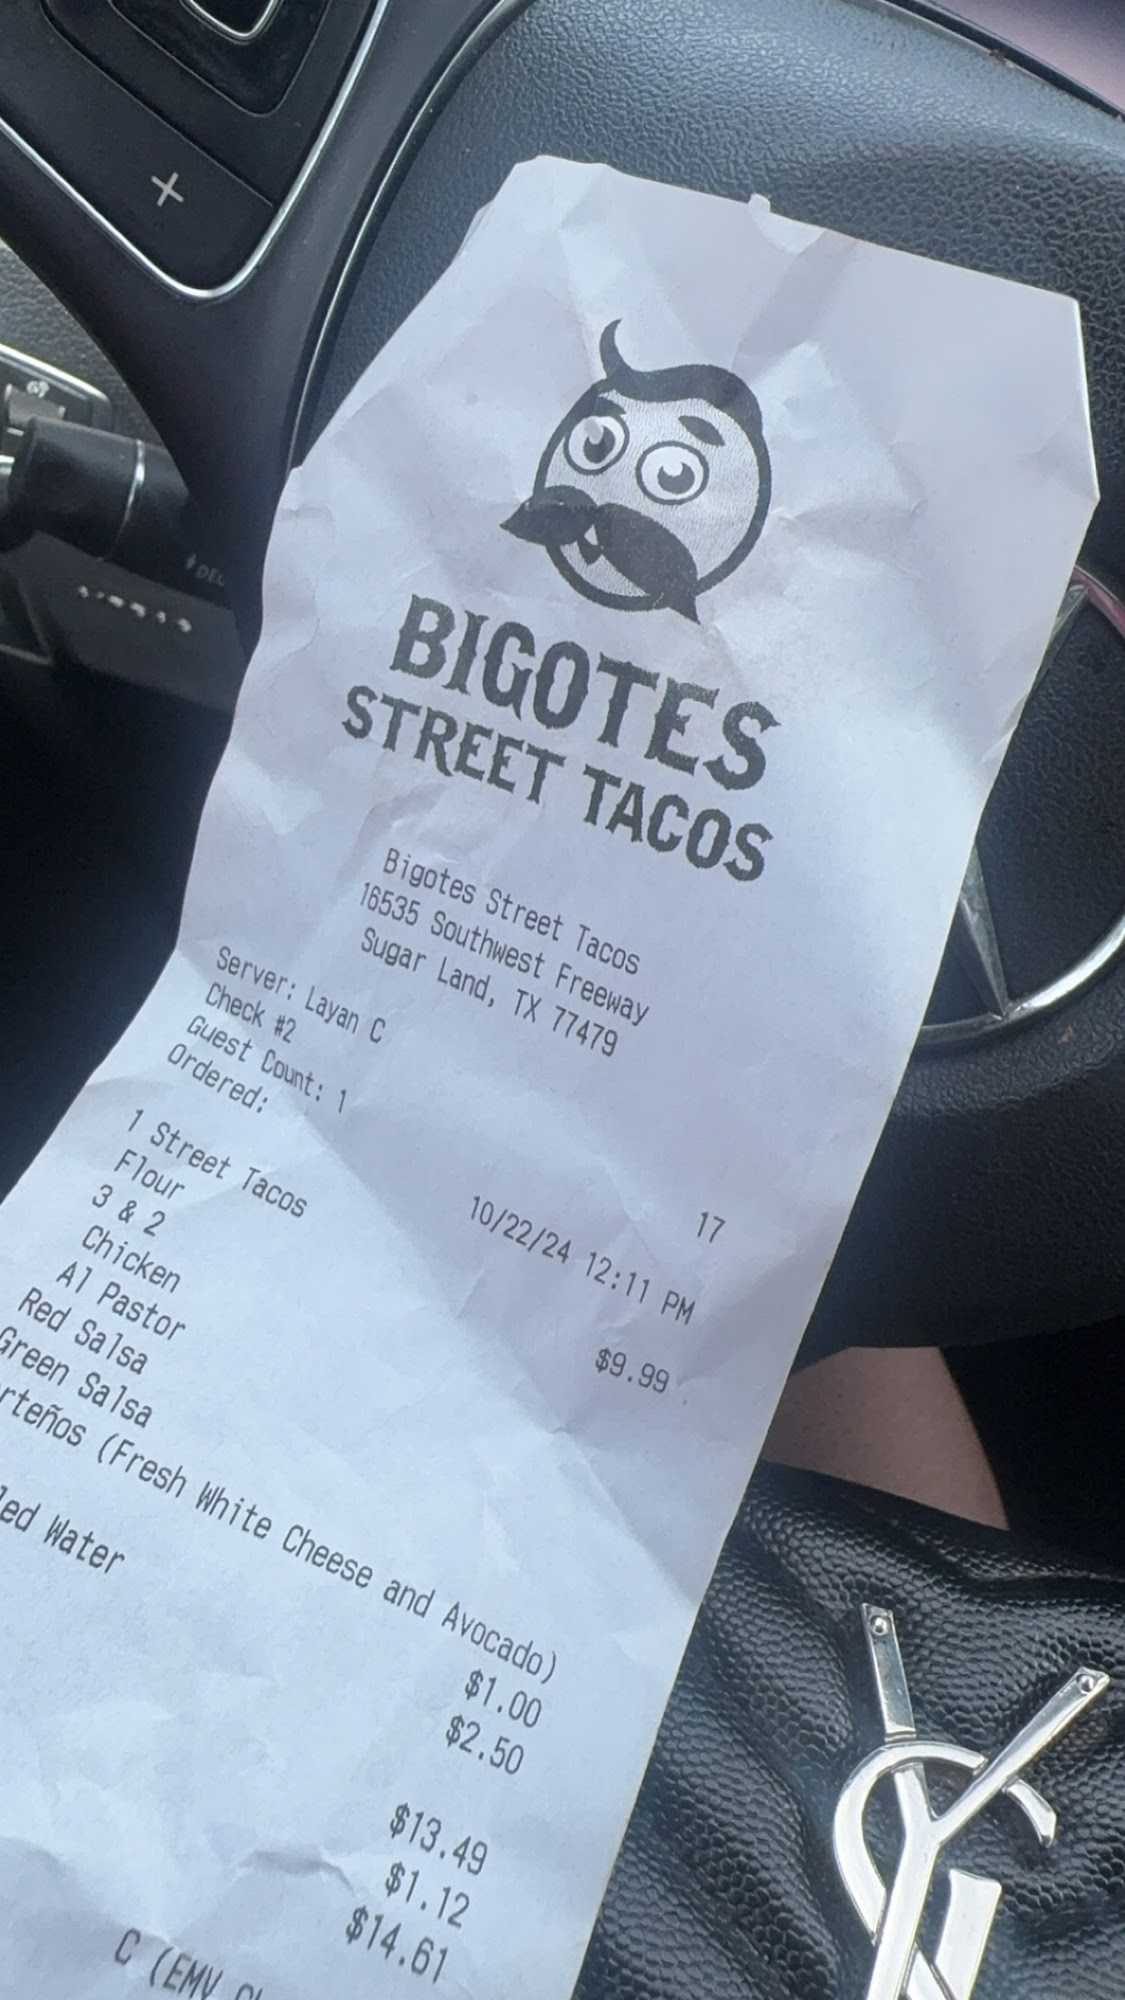 BIGOTES
STREET TACOS
Bigotes Street Tacos
16535 Southwest Freeway
Sugar Land, TX 77479
Server: Layan C
Check #2 17
Guest Count: 1
Ordered: 10/22/24 12:11 PM
1 Street Tacos $9.99
Flour
3 & 2
Chicken
Al Pastor
Red Salsa
Green Salsa
(Fresh White Cheese and Avocado)
$1.00
Water $2.50
$13.49
$1.12
$14.61
C (EMV
+
DEL